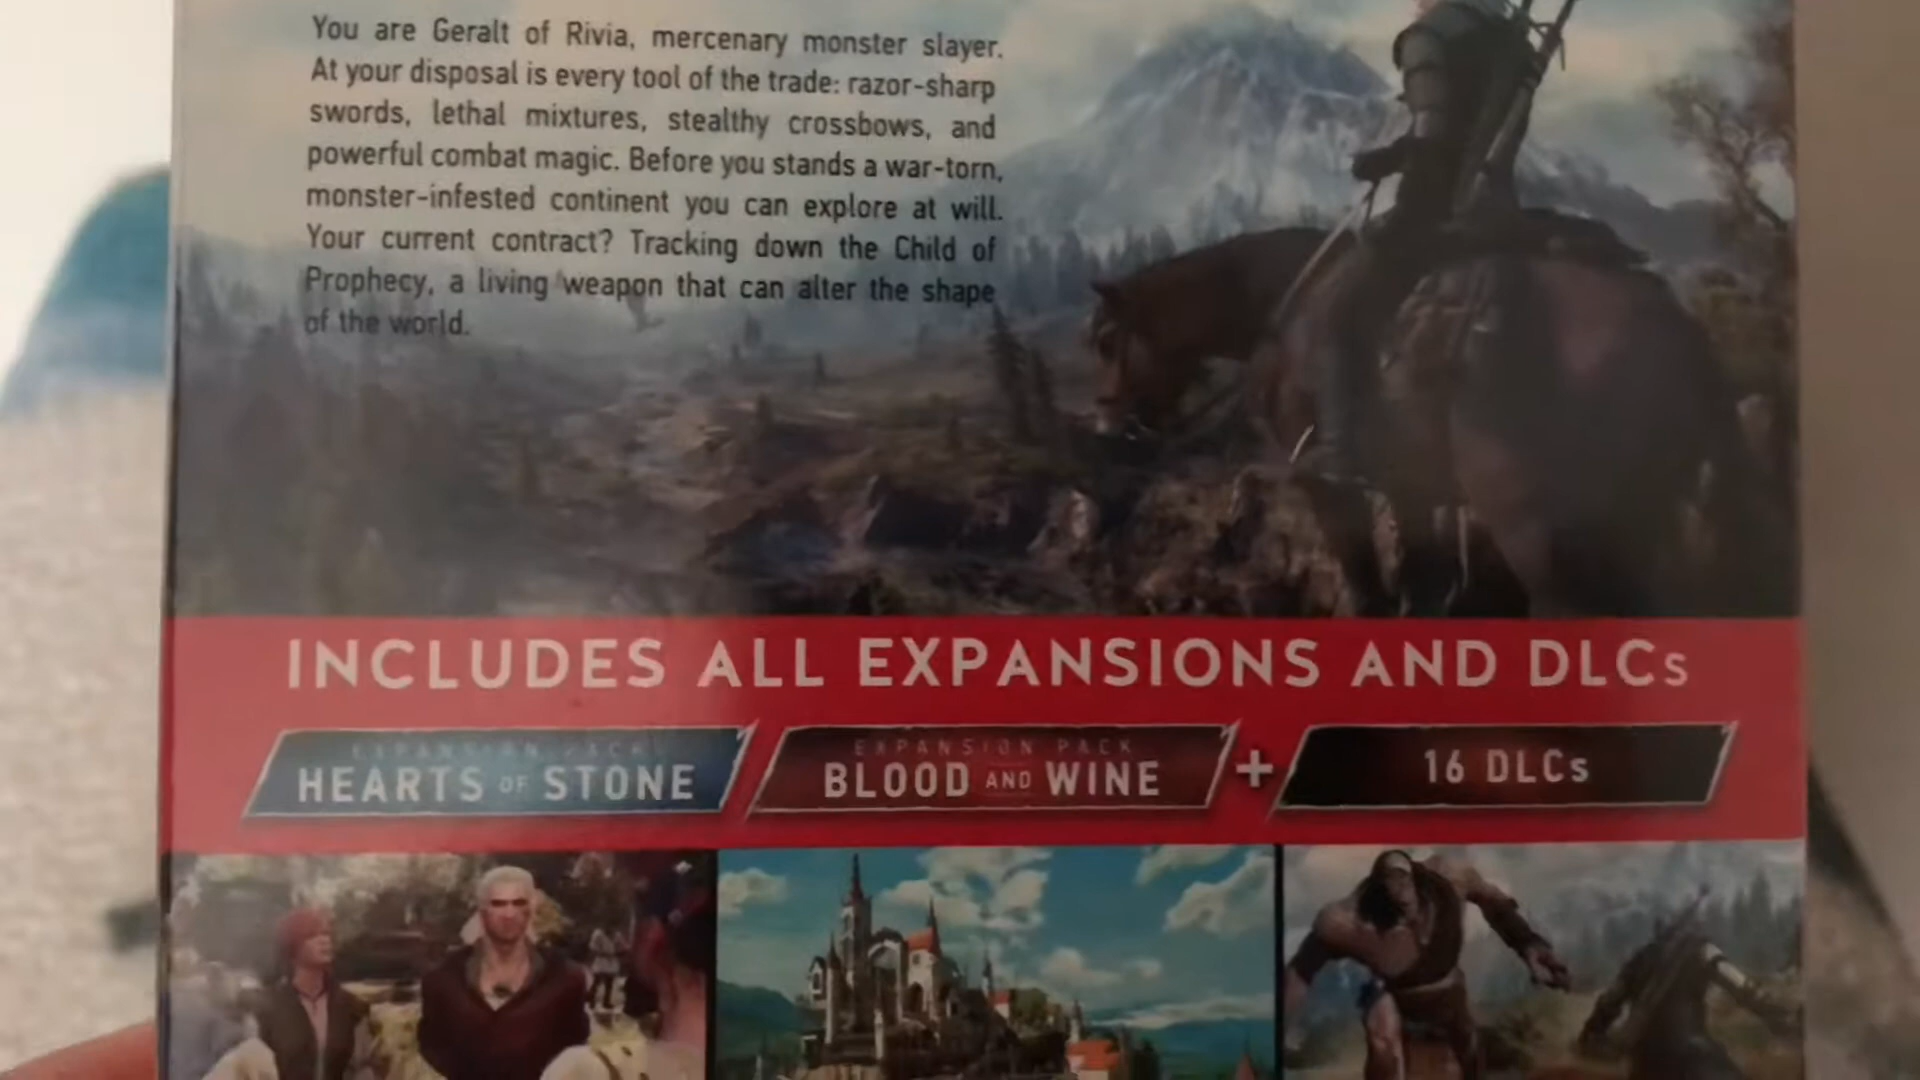 You are Geralt of Rivia, mercenary monster slayer.
At your disposal is every tool of the trade: razor-sharp
swords, lethal mixtures, stealthy crossbows, and
powerful combat magic. Before you stands a war-torn,
monster-infested continent you can explore at will.
Your current contract? Tracking down the Child of
Prophecy, a living weapon that can alter the shape
of the world.
INCLUDES ALL EXPANSIONS AND DLCs
EXPANSION PACK
HEARTS OF STONE
EXPANSION PACK
BLOOD AND WINE
+
16 DLCs